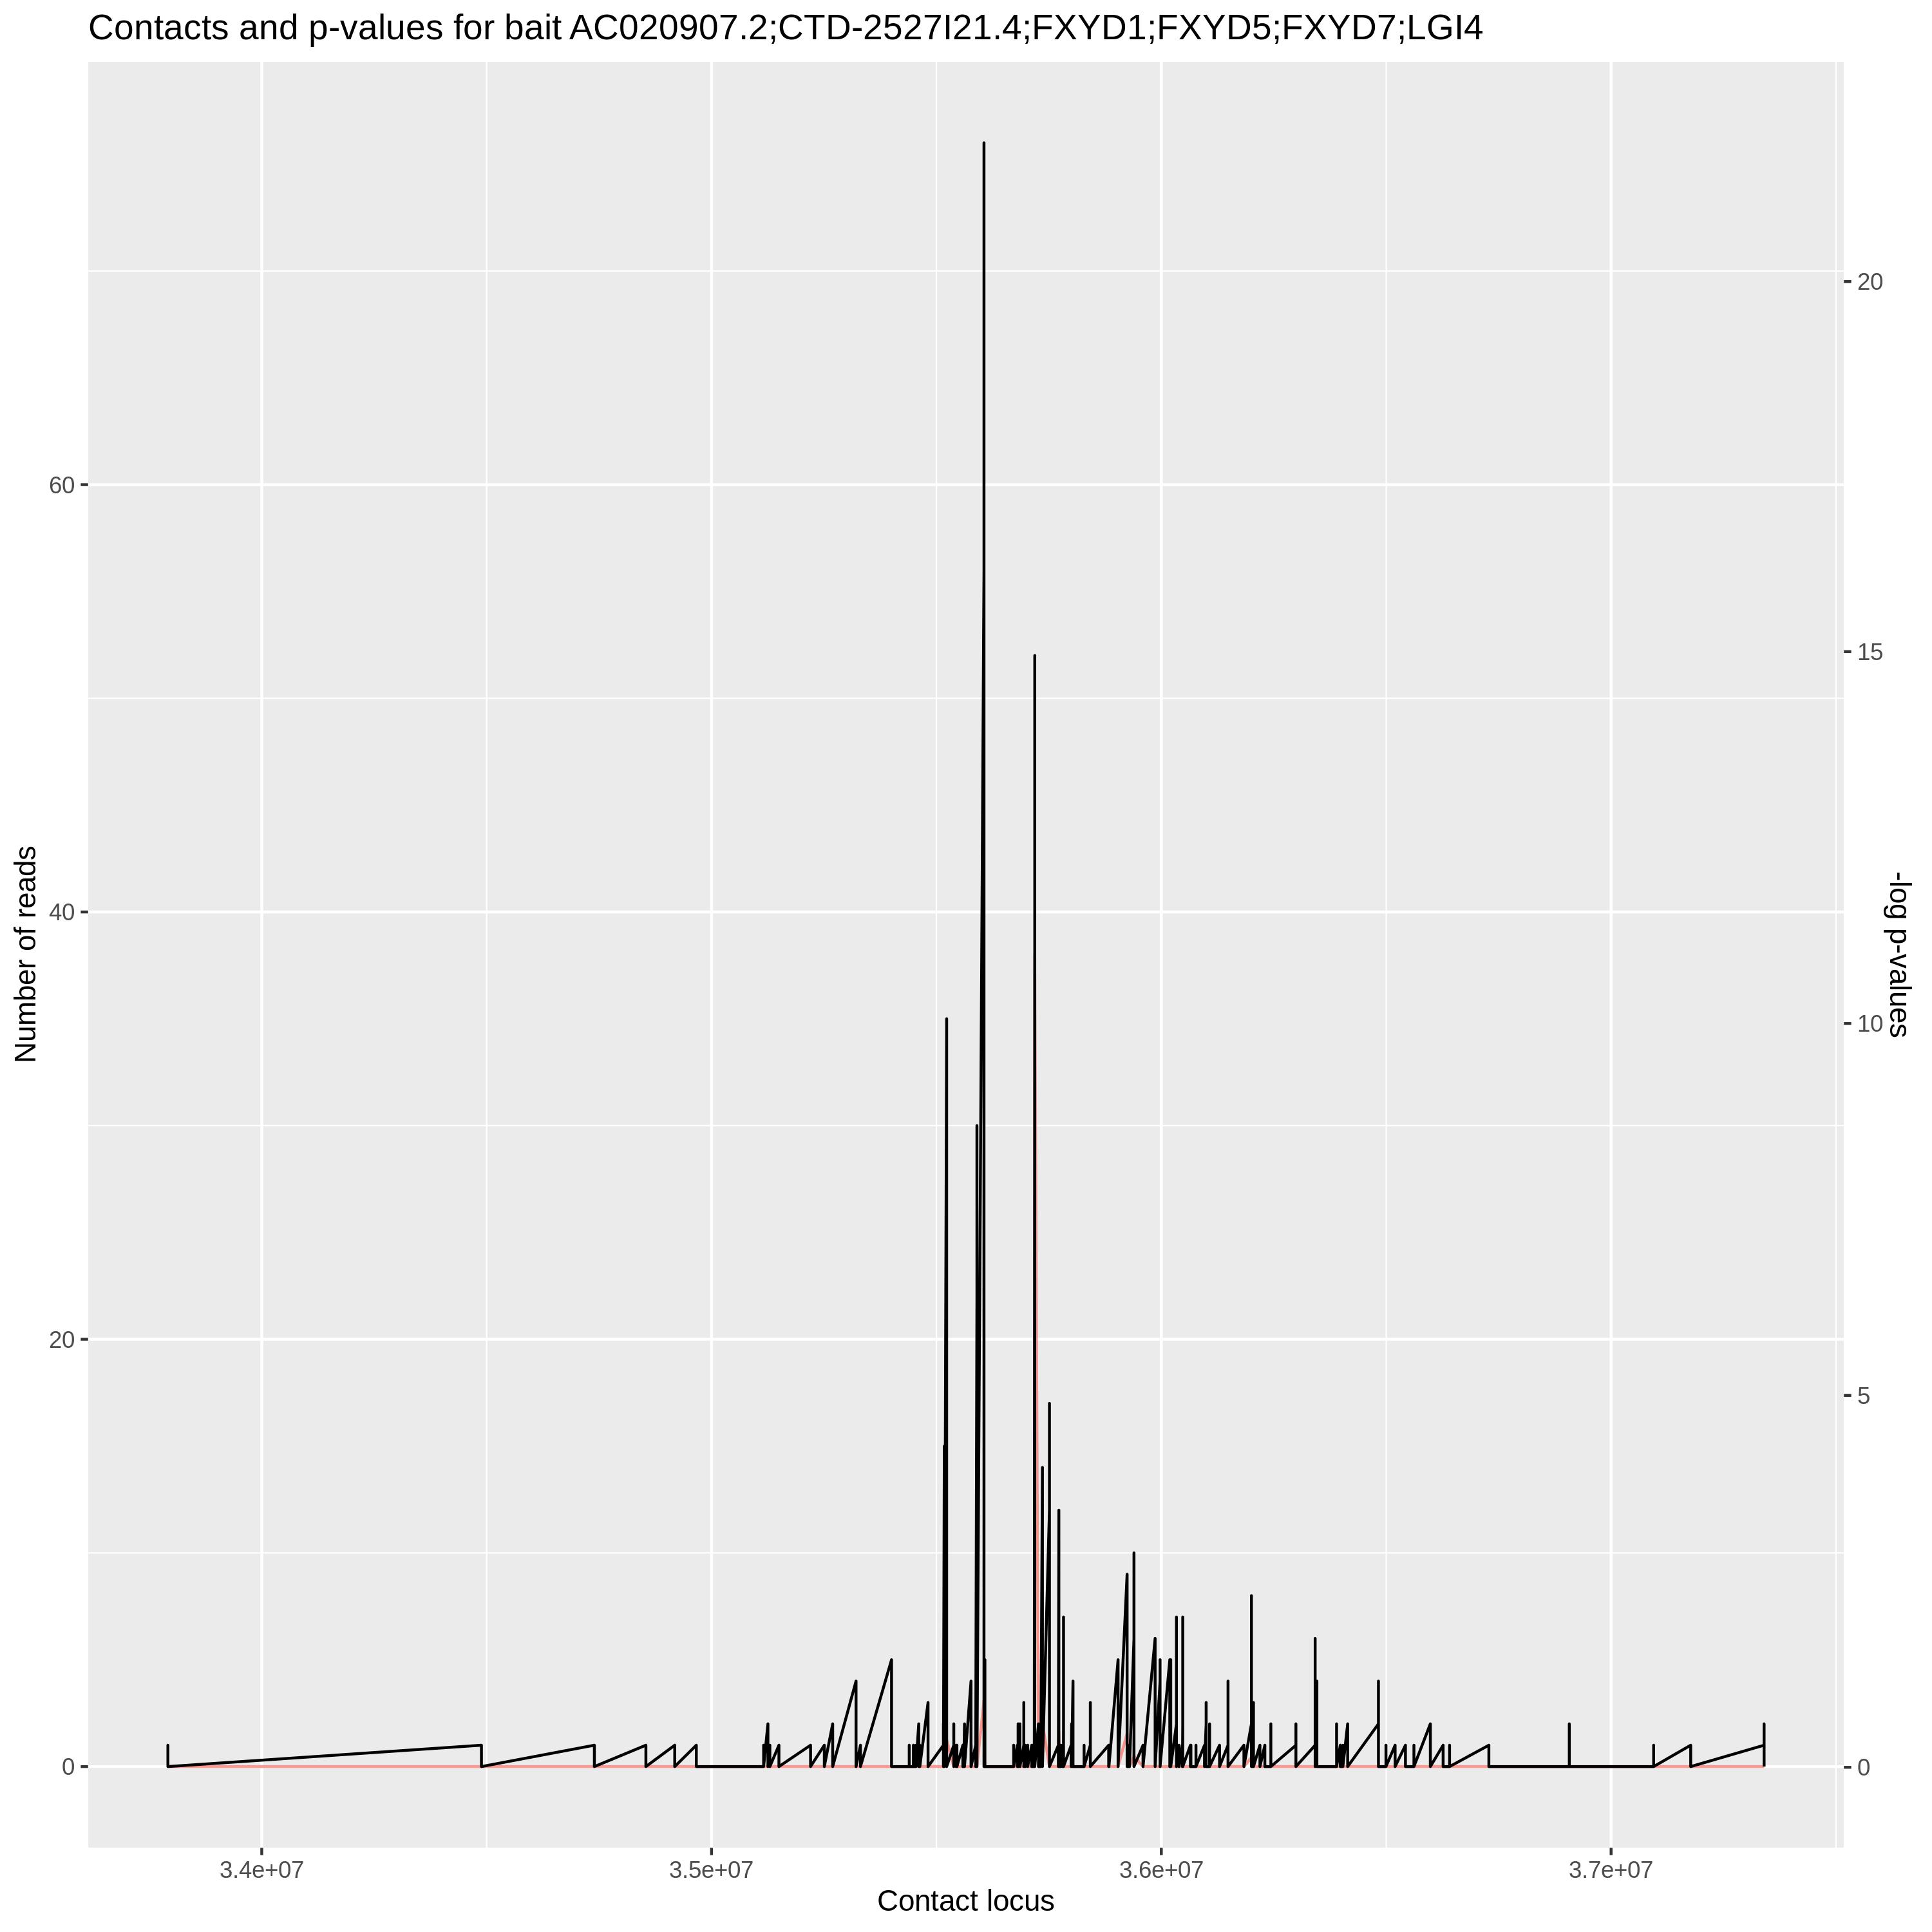 Contacts and p-values for bait AC020907.2;CTD-2527I21.4;FXYD1;FXYD5;FXYD7;LGI4
Number of reads
60
40
20
0
20
15
10
5
0
-log p-values
3.4e+07
3.5e+07
3.6e+07
3.7e+07
Contact locus